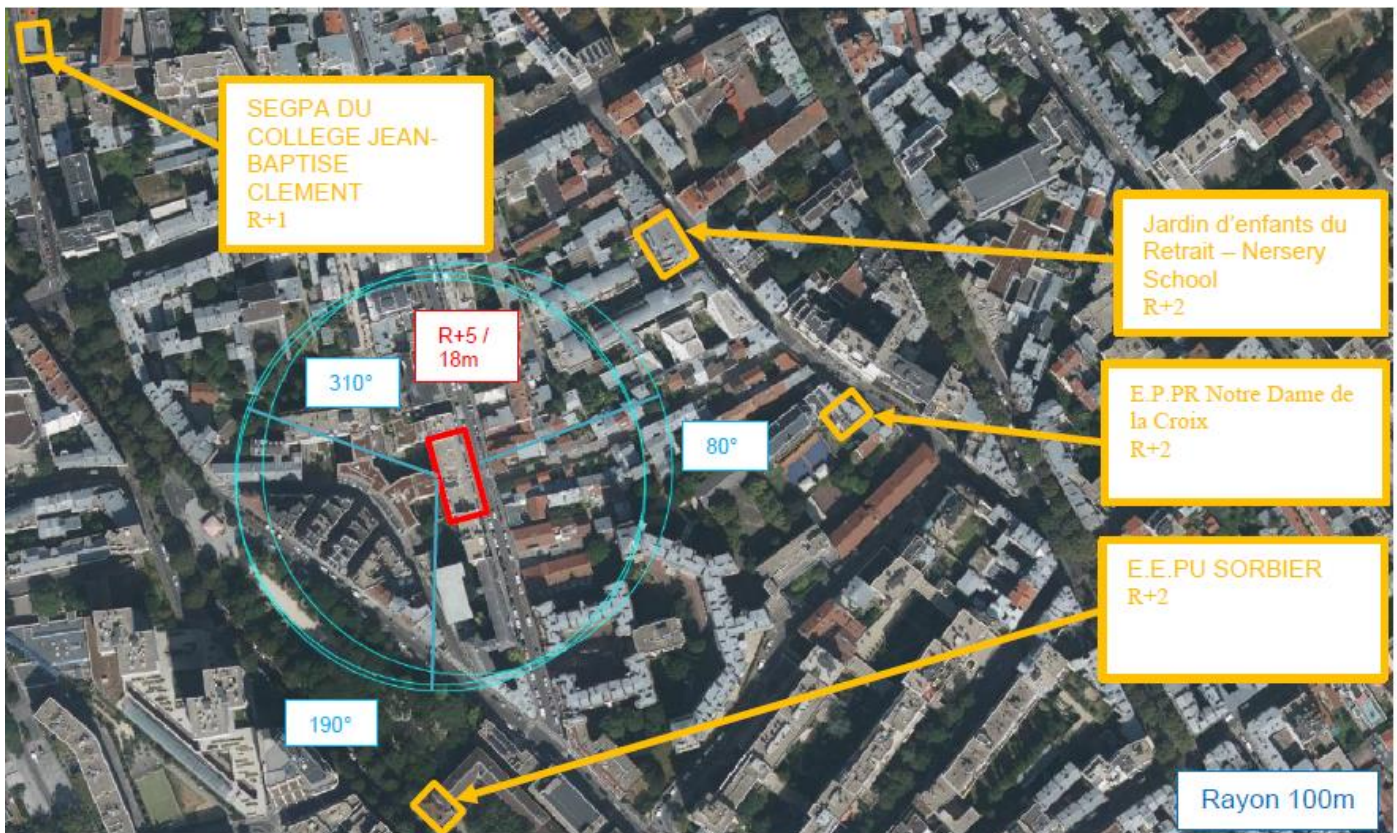 SEGPA DU
COLLEGE JEAN-
BAPTISE
CLEMENT
R+1
Jardin d'enfants du
Retrait – Nersery
School
R+2
R+5 /
18m
310°
E.P.PR Notre Dame de
la Croix
R+2
80°
E.E.PU SORBIER
R+2
190°
Rayon 100m